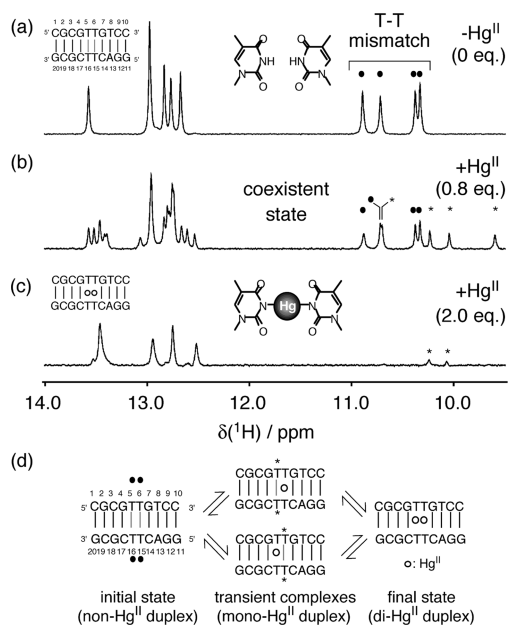 (a)
1 2 3 4 5 6 7 8 9 10
5' CGCGTTGTCC 3'
3' GCGCTTCAGG 5'
20 19 18 17 16 15 14 13 12 11
O NH N O
O HN N O
T-T
mismatch
-Hg^II
(0 eq.)
(b)
coexistent
state
+Hg^II
(0.8 eq.)
* * * *
(c)
CGCGTTGTCC
GCGCTTCAGG
O N N O
Hg
O N N O
+Hg^II
(2.0 eq.)
* *
14.0 13.0 12.0 11.0 10.0
δ(¹H) / ppm
(d)
1 2 3 4 5 6 7 8 9 10
5' CGCGTTGTCC 3'
3' GCGCTTCAGG 5'
20 19 18 17 16 15 14 13 12 11
initial state
(non-Hg^II duplex)
*
CGCGTTGTCC
GCGCTTCAGG
*
*
CGCGTTGTCC
GCGCTTCAGG
*
transient complexes
(mono-Hg^II duplex)
CGCGTTGTCC
GCGCTTCAGG
o: Hg^II
final state
(di-Hg^II duplex)